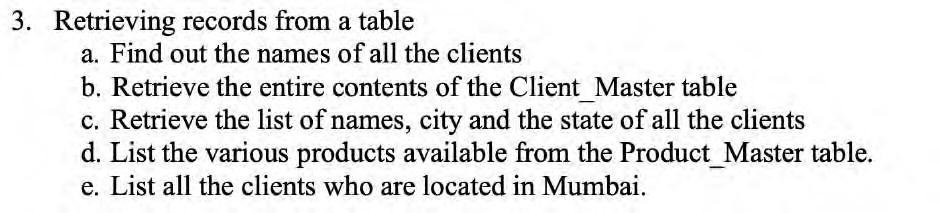 3. Retrieving records from a table
a. Find out the names of all the clients
b. Retrieve the entire contents of the Client_Master table
c. Retrieve the list of names, city and the state of all the clients
d. List the various products available from the Product_Master table.
e. List all the clients who are located in Mumbai.